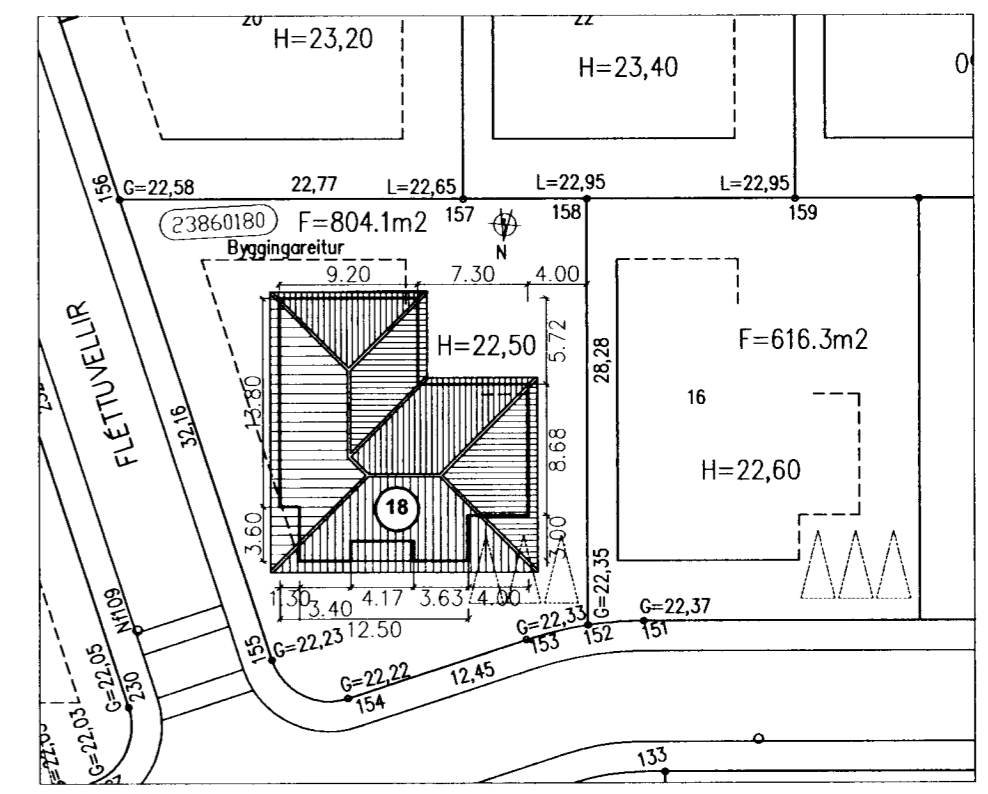 20
H=23,20
22
H=23,40
156
G=22,58
22,77
L=22,65
157
L=22,95
158
L=22,95
159
23860180
F=804.1m2
N
Byggingareitur
9.20
7.30
4.00
H=22,50
5.72
28,28
F=616.3m2
16
H=22,60
FLÉTTUVELLIR
32,16
13.80
8.68
3.60
18
3.00
1.30
3.40
4.17
3.63
4.00
12.50
G=22,35
G=22,33
153
152
G=22,37
151
Nf109
155
G=22,23
G=22,22
154
12,45
G=22,05
230
G=22,03
133